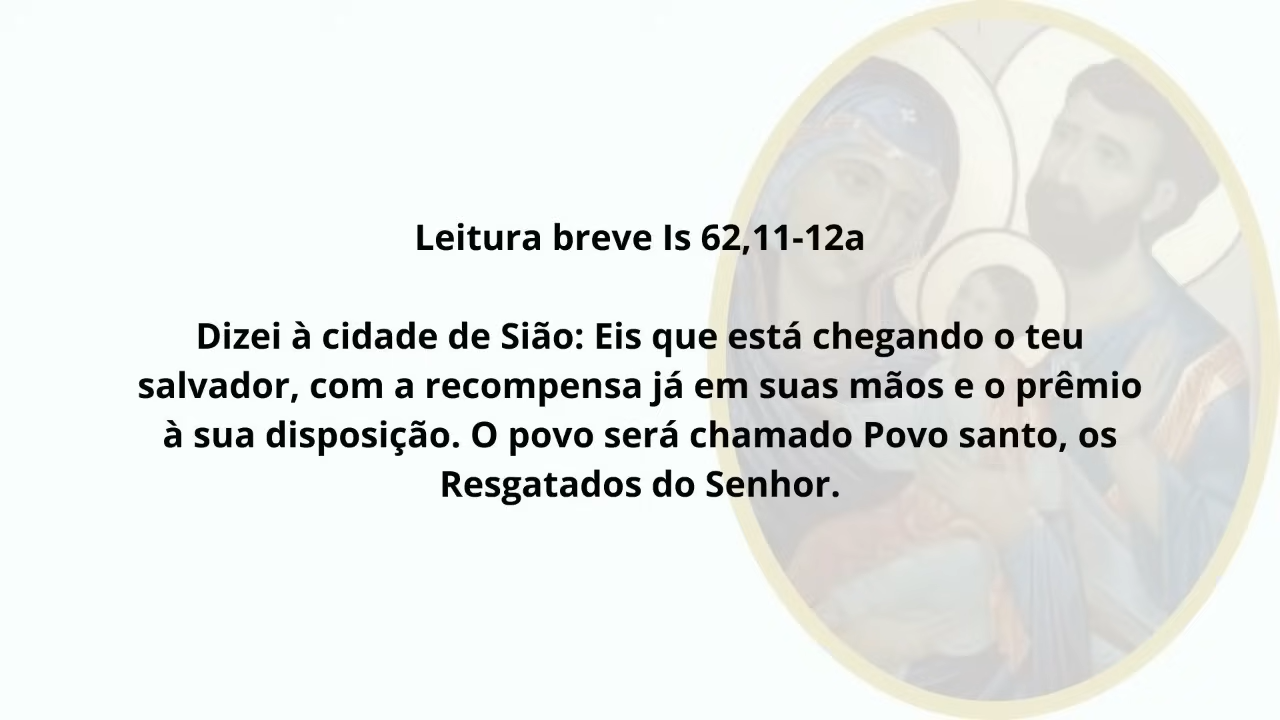 Leitura breve Is 62,11-12a
Dizei à cidade de Sião: Eis que está chegando o teu
salvador, com a recompensa já em suas mãos e o prêmio
à sua disposição. O povo será chamado Povo santo, os
Resgatados do Senhor.